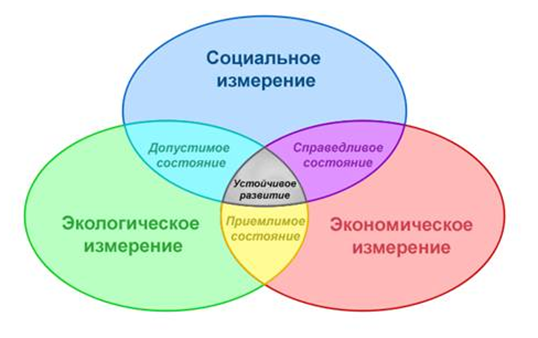 Социальное
измерение
Допустимое
состояние
Справедливое
состояние
Устойчивое
развитие
Экологическое
измерение
Приемлимое
состояние
Экономическое
измерение